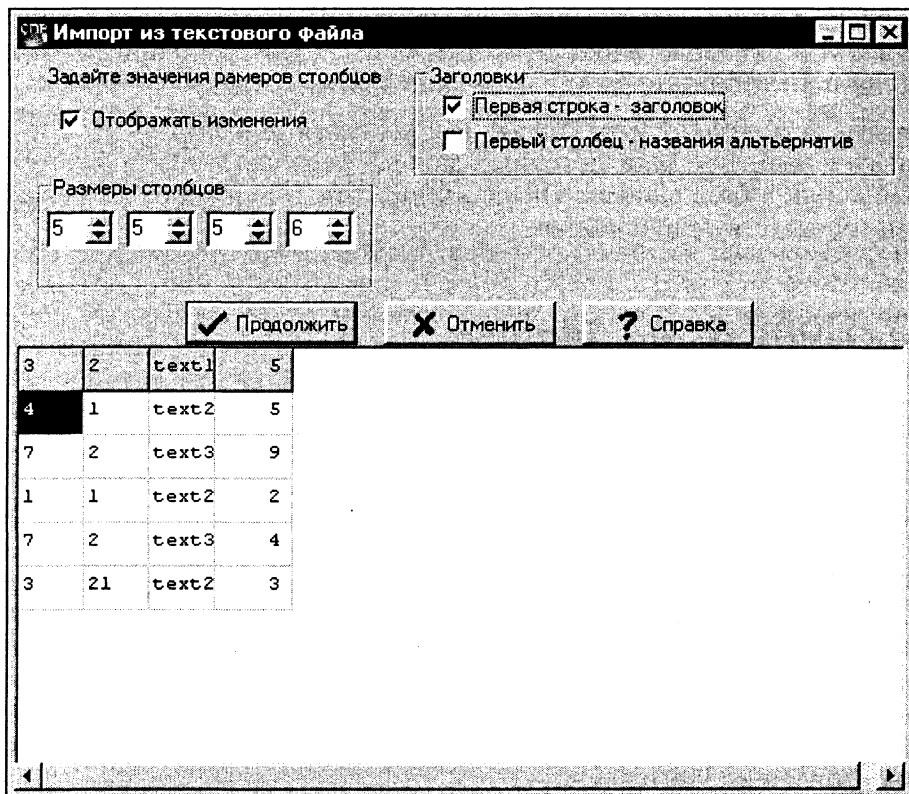 СПР Импорт из текстового файла
Задайте значения рамеров столбцов
Отображать изменения
Заголовки
Первая строка - заголовок
Первый столбец - названия альтьернатив
Размеры столбцов
5 5 5 6
Продолжить Отменить ? Справка
3 2 text1 5
4 1 text2 5
7 2 text3 9
1 1 text2 2
7 2 text3 4
3 21 text2 3